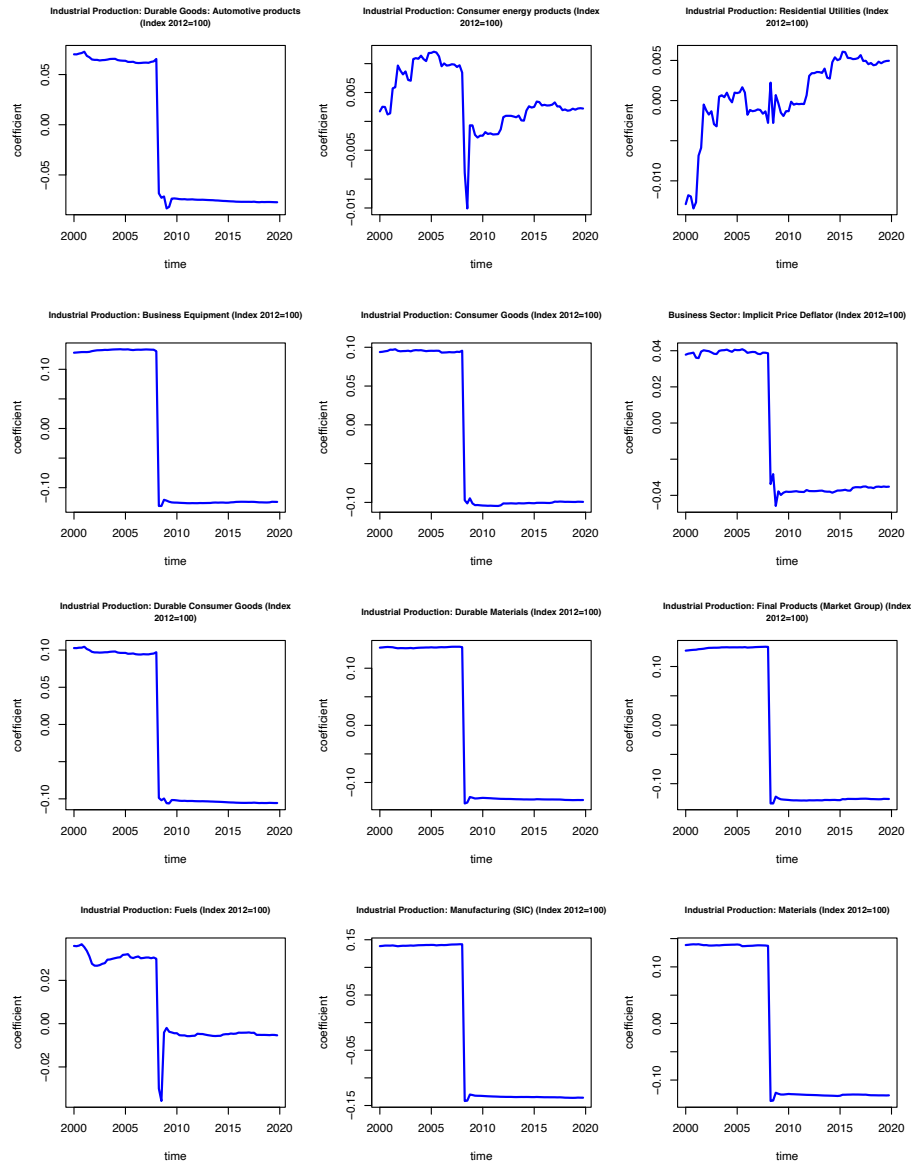 Industrial Production: Durable Goods: Automotive products
(Index 2012=100)
coefficient
0.05
0.00
−0.05
2000 2005 2010 2015 2020
time
Industrial Production: Consumer energy products (Index
2012=100)
coefficient
0.005
−0.005
−0.015
2000 2005 2010 2015 2020
time
Industrial Production: Residential Utilities (Index
2012=100)
coefficient
0.005
0.000
−0.010
2000 2005 2010 2015 2020
time
Industrial Production: Business Equipment (Index 2012=100)
coefficient
0.10
0.00
−0.10
2000 2005 2010 2015 2020
time
Industrial Production: Consumer Goods (Index 2012=100)
coefficient
0.10
0.05
0.00
−0.10
2000 2005 2010 2015 2020
time
Business Sector: Implicit Price Deflator (Index 2012=100)
coefficient
0.04
0.02
0.00
−0.04
2000 2005 2010 2015 2020
time
Industrial Production: Durable Consumer Goods (Index
2012=100)
coefficient
0.10
0.05
0.00
−0.10
2000 2005 2010 2015 2020
time
Industrial Production: Durable Materials (Index 2012=100)
coefficient
0.10
0.00
−0.10
2000 2005 2010 2015 2020
time
Industrial Production: Final Products (Market Group) (Index
2012=100)
coefficient
0.10
0.00
−0.10
2000 2005 2010 2015 2020
time
Industrial Production: Fuels (Index 2012=100)
coefficient
0.02
0.00
−0.02
2000 2005 2010 2015 2020
time
Industrial Production: Manufacturing (SIC) (Index 2012=100)
coefficient
0.15
0.05
−0.05
−0.15
2000 2005 2010 2015 2020
time
Industrial Production: Materials (Index 2012=100)
coefficient
0.10
0.00
−0.10
2000 2005 2010 2015 2020
time